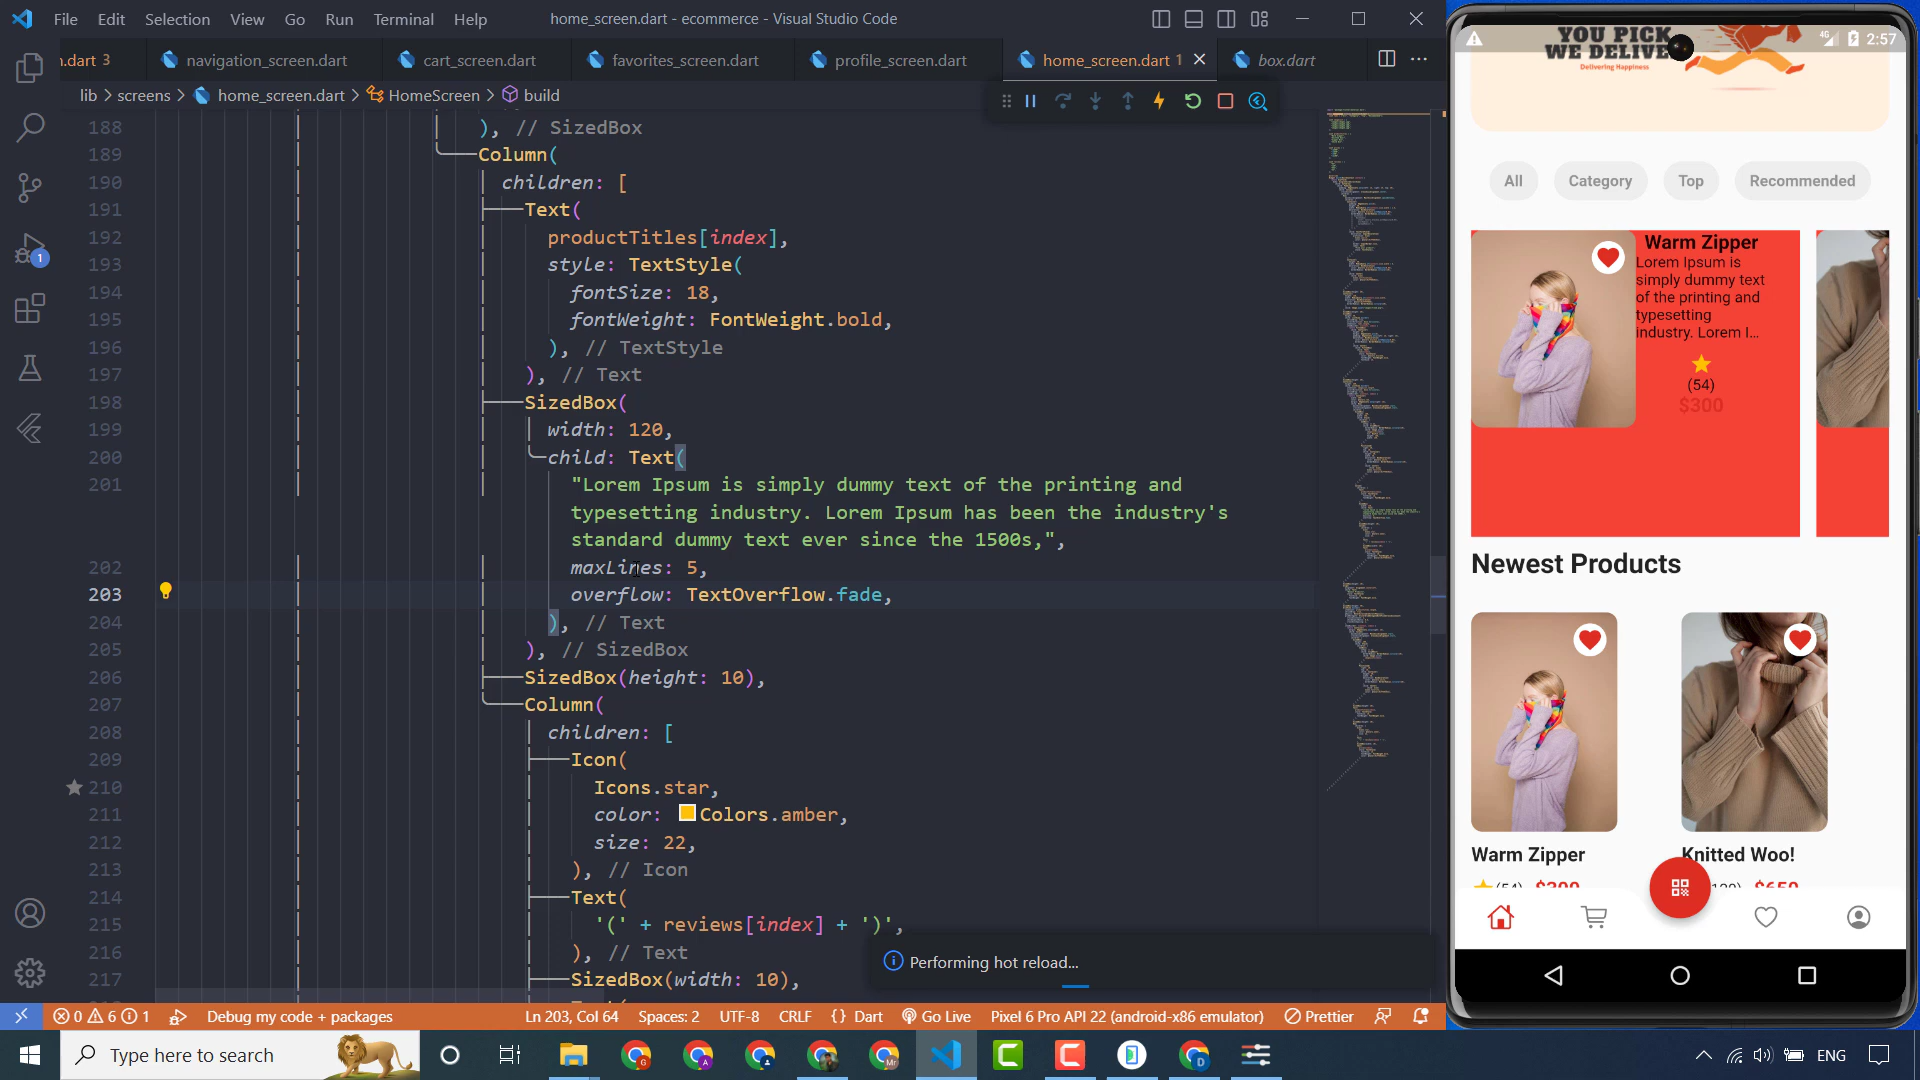 File Edit Selection View Go Run Terminal Help
home_screen.dart - ecommerce - Visual Studio Code
.dart 3 navigation_screen.dart cart_screen.dart favorites_screen.dart profile_screen.dart home_screen.dart 1 box.dart
lib > screens > home_screen.dart > HomeScreen > build
188 ), // SizedBox
189 Column(
190 children: [
191 Text(
192 productTitles[index],
193 style: TextStyle(
194 fontSize: 18,
195 fontWeight: FontWeight.bold,
196 ), // TextStyle
197 ), // Text
198 SizedBox(
199 width: 120,
200 child: Text(
201 "Lorem Ipsum is simply dummy text of the printing and
typesetting industry. Lorem Ipsum has been the industry's
standard dummy text ever since the 1500s,",
202 maxLines: 5,
203 overflow: TextOverflow.fade,
204 ), // Text
205 ), // SizedBox
206 SizedBox(height: 10),
207 Column(
208 children: [
209 Icon(
210 Icons.star,
211 color: Colors.amber,
212 size: 22,
213 ), // Icon
214 Text(
215 '(' + reviews[index] + ')',
216 ), // Text
217 SizedBox(width: 10),
1
Performing hot reload...
0 6 1 Debug my code + packages Ln 203, Col 64 Spaces: 2 UTF-8 CRLF {} Dart Go Live Pixel 6 Pro API 22 (android-x86 emulator) Prettier
Type here to search
ENG
4G 2:57
YOU PICK
WE DELIVE
Delivering Happiness
All Category Top Recommended
Warm Zipper
Lorem Ipsum is
simply dummy text
of the printing and
typesetting
industry. Lorem I...
(54)
$300
Newest Products
Warm Zipper Knitted Woo!
(54) $300 $650